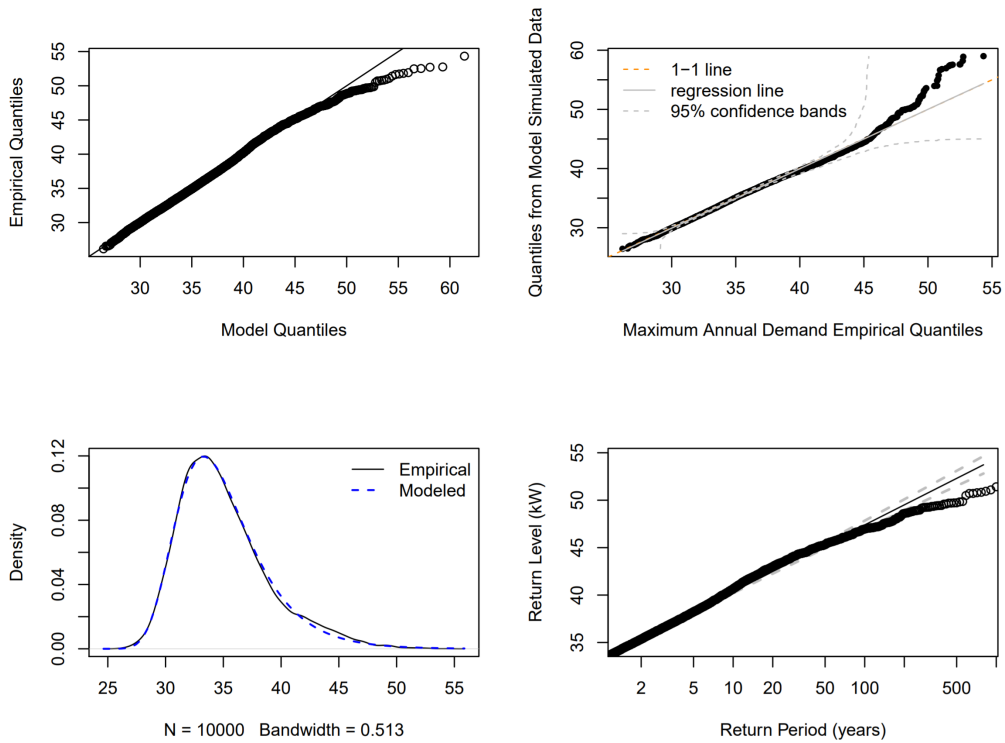 Empirical Quantiles
55
50
45
40
35
30
30 35 40 45 50 55 60
Model Quantiles
Quantiles from Model Simulated Data
60
50
40
30
1−1 line
regression line
95% confidence bands
30 35 40 45 50 55
Maximum Annual Demand Empirical Quantiles
Density
0.12
0.04
0.00
Empirical
Modeled
25 30 35 40 45 50 55
N = 10000 Bandwidth = 0.513
Return Level (kW)
55
50
45
40
35
2 5 10 20 50 100 500
Return Period (years)